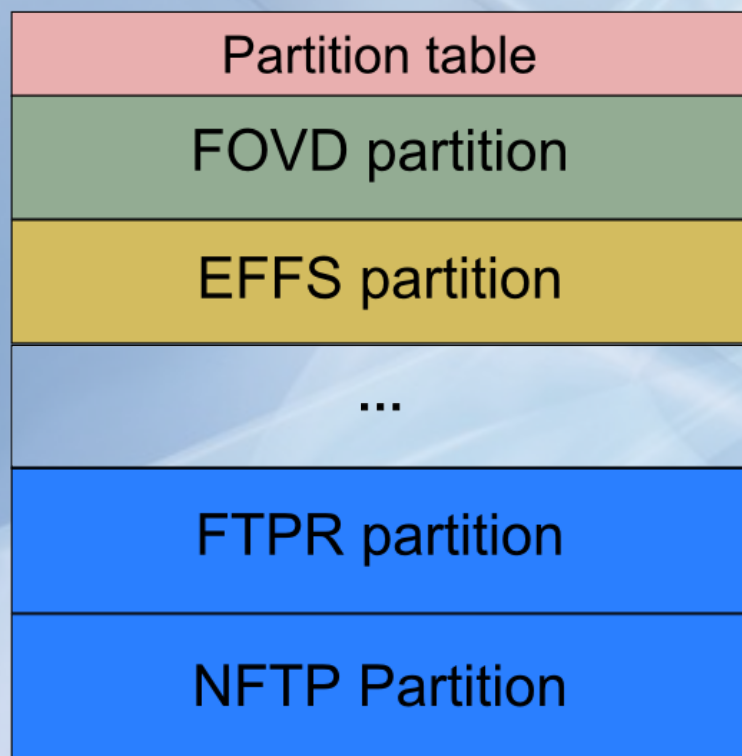 Partition table
FOVD partition
EFFS partition
...
FTPR partition
NFTP Partition